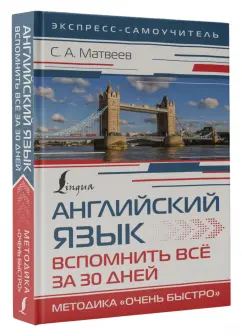 ЭКСПРЕСС-САМОУЧИТЕЛЬ
С. А. Матвеев
Lingua
АНГЛИЙСКИЙ
ЯЗЫК
ВСПОМНИТЬ ВСЁ
ЗА 30 ДНЕЙ
МЕТОДИКА «ОЧЕНЬ БЫСТРО»
АНГЛИЙСКИЙ ЯЗЫК
ВСПОМНИТЬ ВСЁ ЗА 30 ДНЕЙ
МЕТОДИКА
«ОЧЕНЬ БЫСТРО»